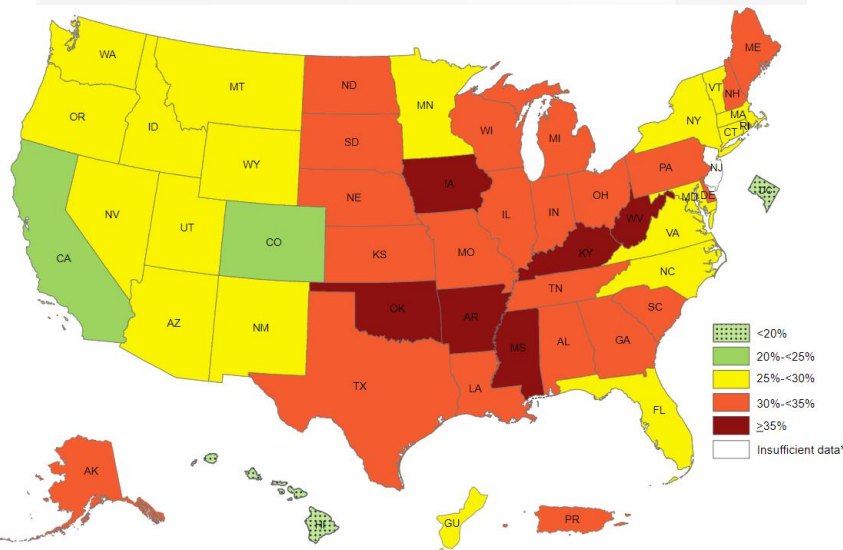 ME
WA
ND
MT
VT
NH
MN
OR
MA
NY
WI
ID
CT
RI
SD
MI
WY
PA
NJ
IA
DC
NE
OH
MD
DE
IL
IN
NV
UT
WV
CO
VA
CA
KS
MO
KY
NC
TN
SC
OK
AR
AZ
NM
GA
AL
MS
TX
LA
FL
<20%
20%-<25%
25%-<30%
30%-<35%
≥35%
Insufficient data*
AK
HI
GU
PR